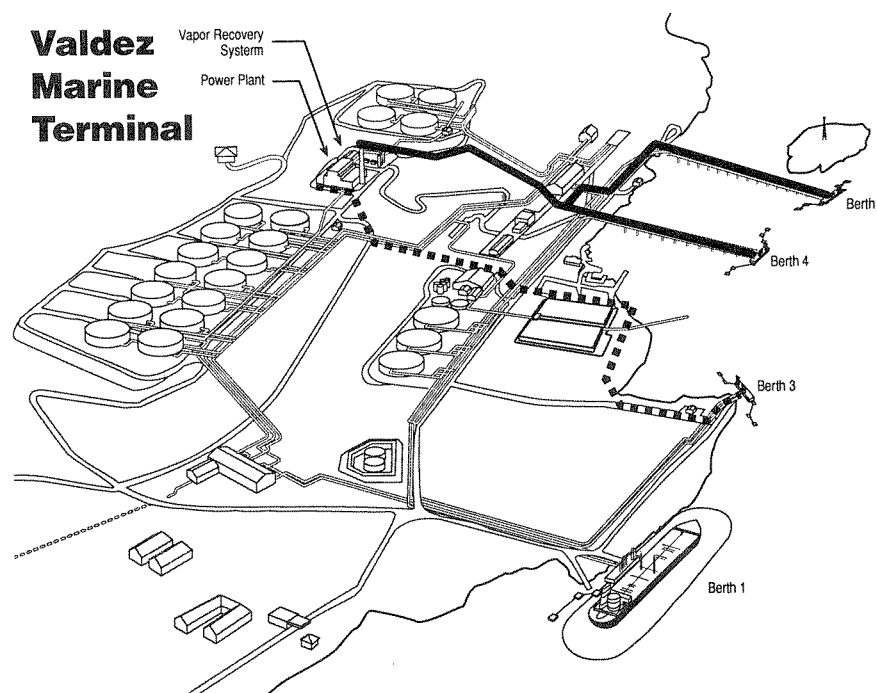 Valdez
Marine
Terminal
Vapor Recovery
Systerm
Power Plant
Berth
Berth 4
Berth 3
Berth 1